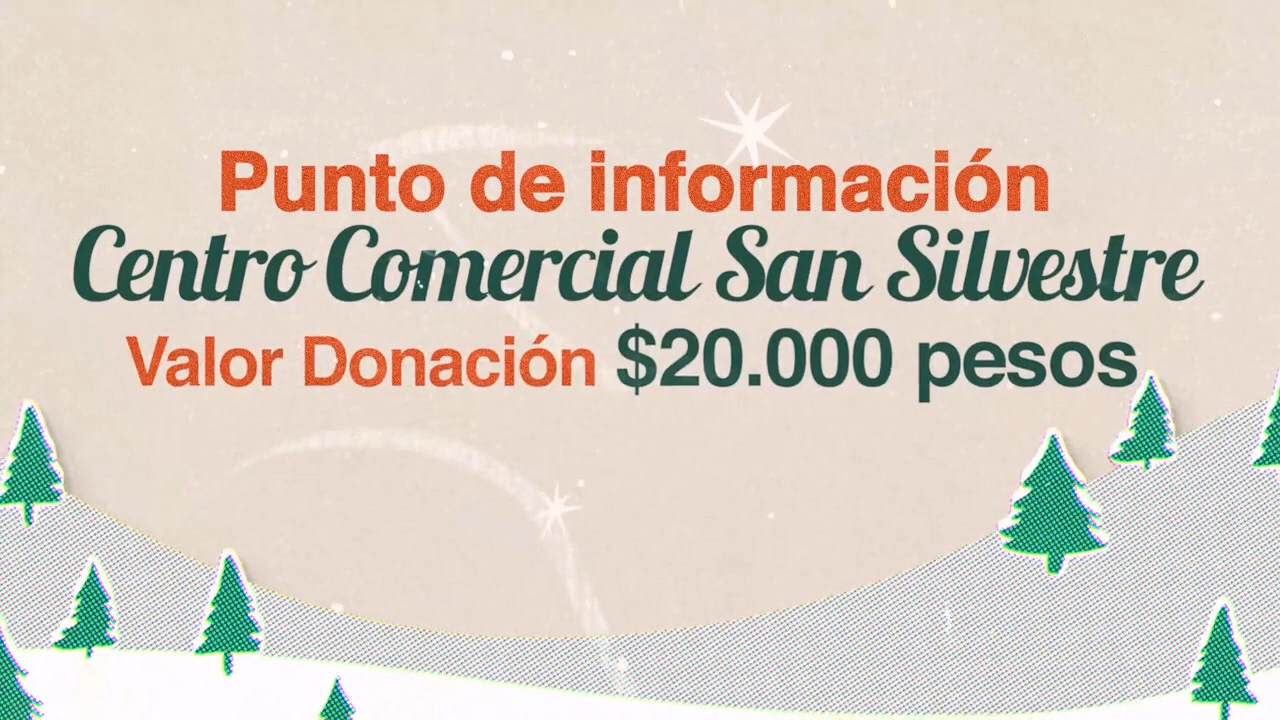 Punto de información
Centro Comercial San Silvestre
Valor Donación $20.000 pesos